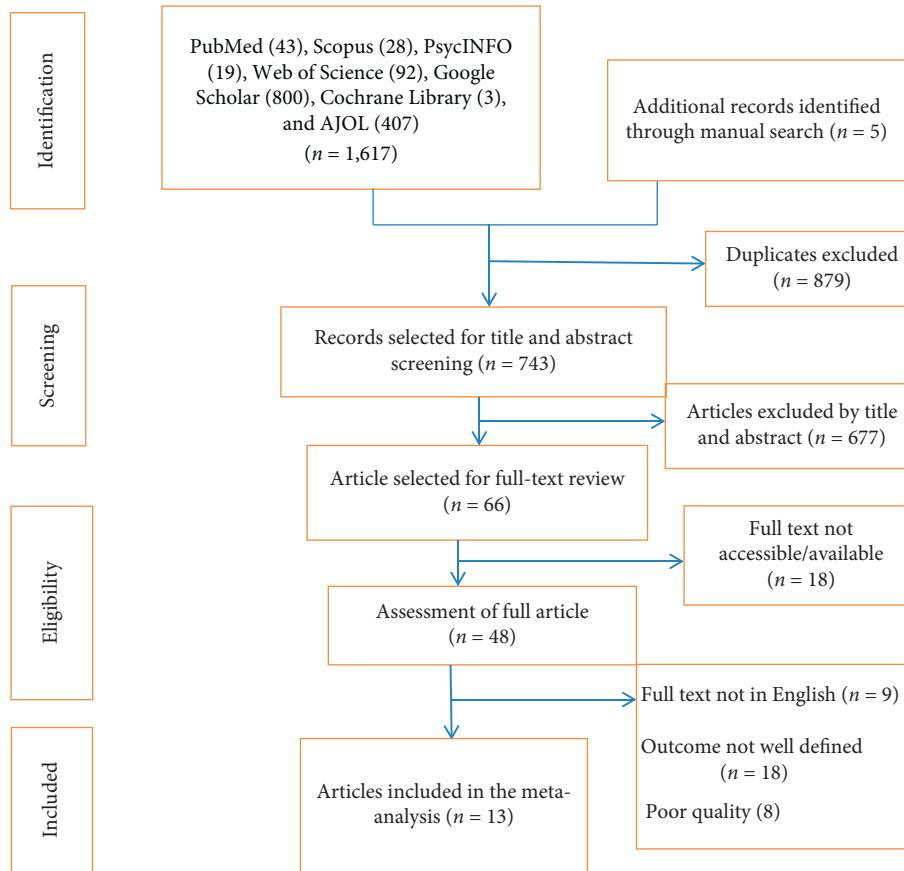 Identification
PubMed (43), Scopus (28), PsycINFO
(19), Web of Science (92), Google
Scholar (800), Cochrane Library (3),
and AJOL (407)
(n = 1,617)
Additional records identified
through manual search (n = 5)
Duplicates excluded
(n = 879)
Screening
Records selected for title and abstract
screening (n = 743)
Articles excluded by title
and abstract (n = 677)
Article selected for full-text review
(n = 66)
Eligibility
Full text not
accessible/available
(n = 18)
Assessment of full article
(n = 48)
Full text not in English (n = 9)
Outcome not well defined
(n = 18)
Poor quality (8)
Included
Articles included in the meta-
analysis (n = 13)